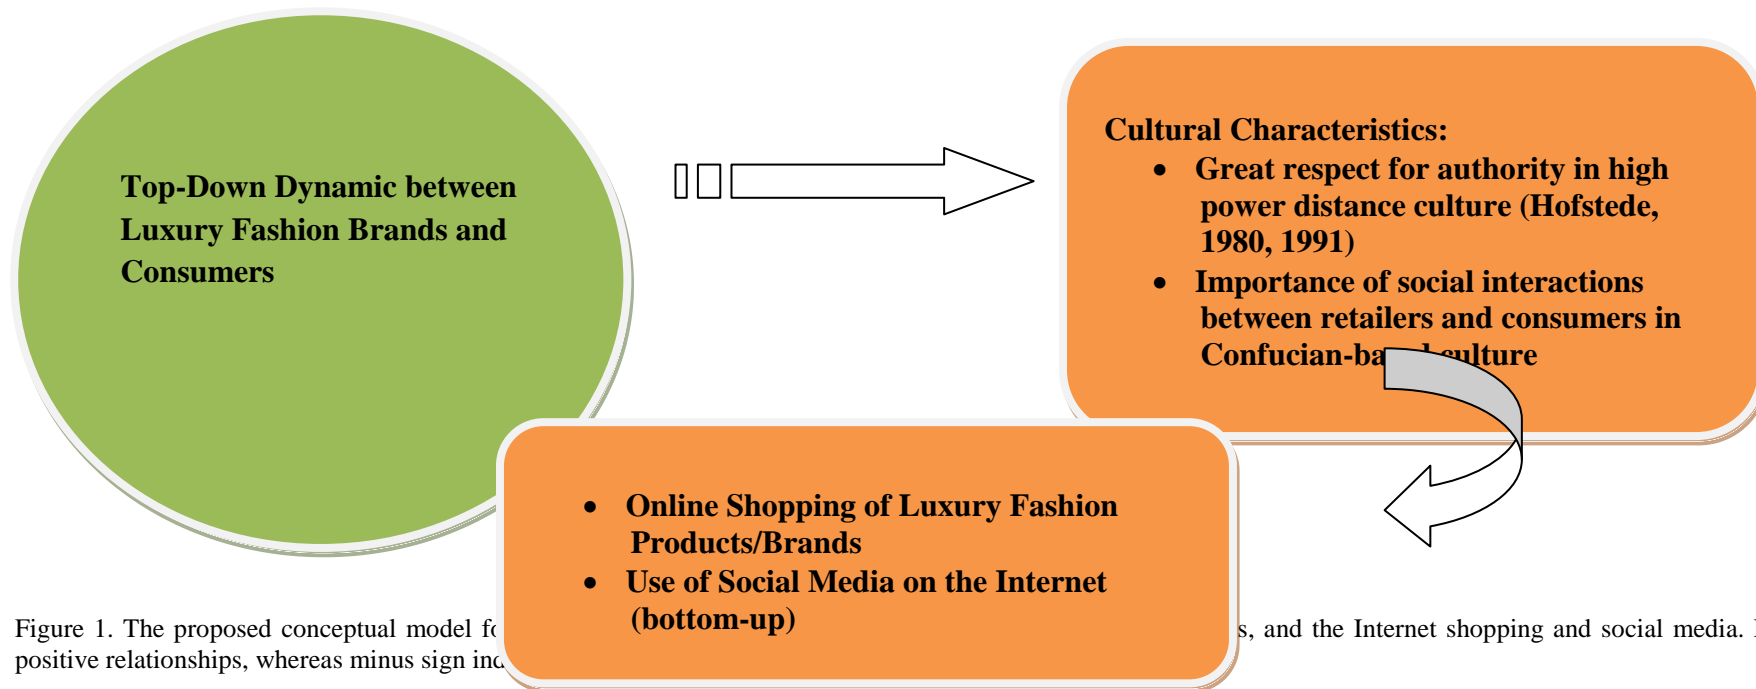 Top-Down Dynamic between
Luxury Fashion Brands and
Consumers
Cultural Characteristics:
• Great respect for authority in high
power distance culture (Hofstede,
1980, 1991)
• Importance of social interactions
between retailers and consumers in
Confucian-based culture
• Online Shopping of Luxury Fashion
Products/Brands
• Use of Social Media on the Internet
(bottom-up)
Figure 1. The proposed conceptual model , and the Internet shopping and social media.
positive relationships, whereas minus sign